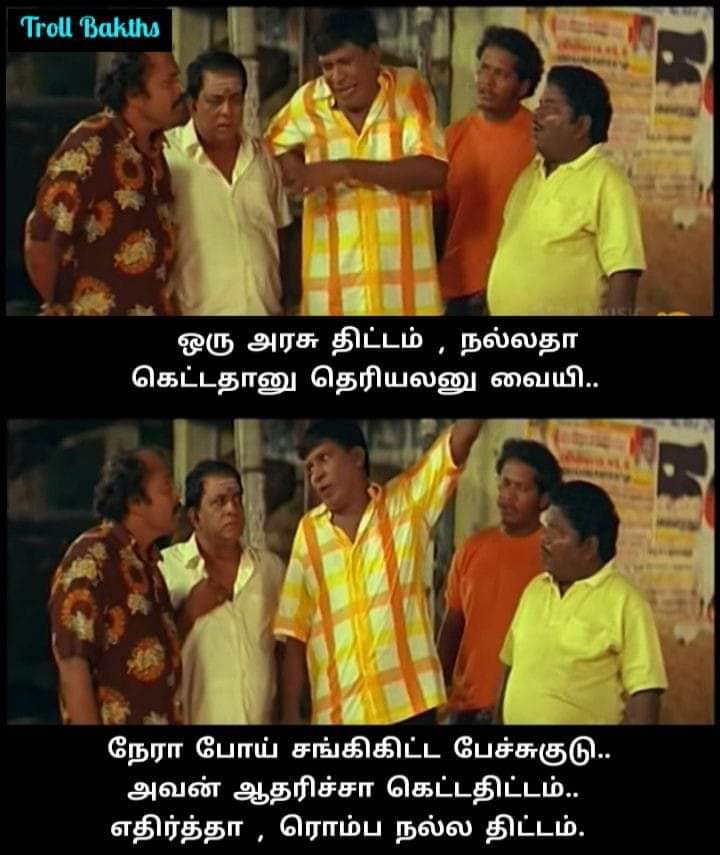 Troll Bakths
ஒரு அரசு திட்டம் , நல்லதா
கெட்டதானு தெரியலனு வையி..
நேரா போய் சங்கிகிட்ட பேச்சுகுடு..
அவன் ஆதரிச்சா கெட்டதிட்டம்..
எதிர்த்தா , ரொம்ப நல்ல திட்டம்.